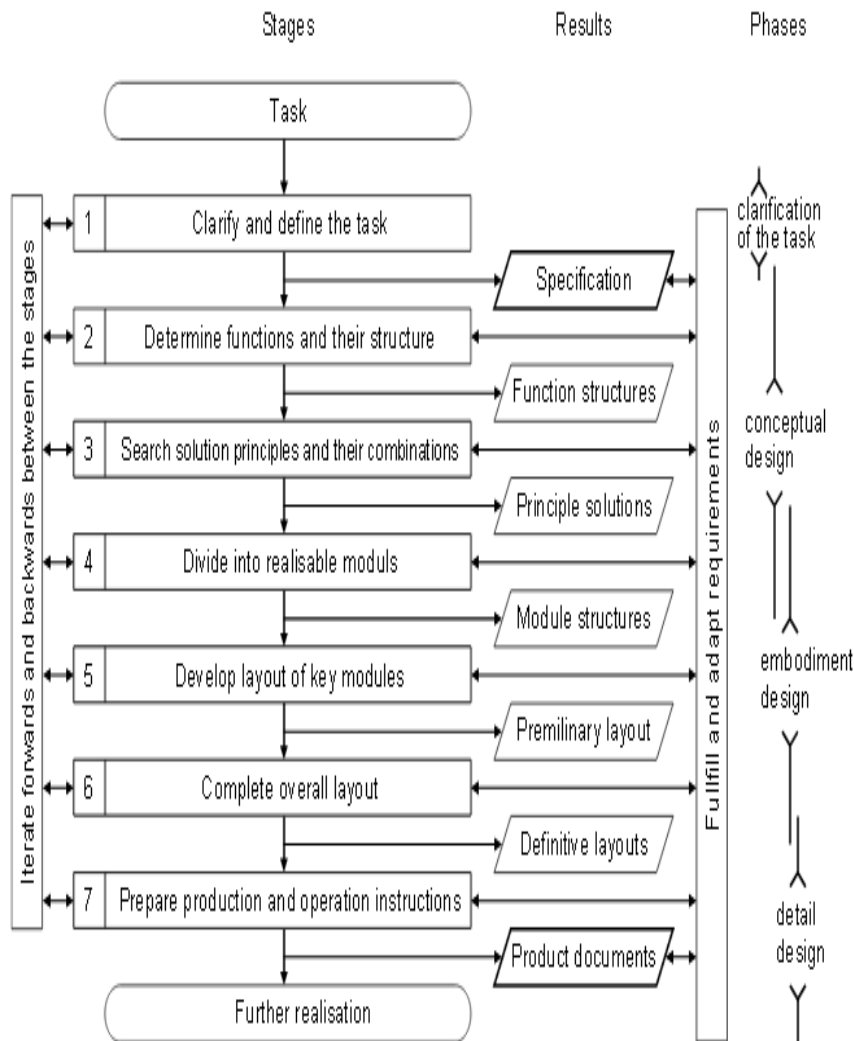 Stages
Results
Phases
Task
1
Clarify and define the task
clarification
of the task
Specification
2
Determine functions and their structure
Function structures
conceptual
design
3
Search solution principles and their combinations
Principle solutions
4
Divide into realisable moduls
Module structures
embodiment
design
5
Develop layout of key modules
Premilinary layout
6
Complete overall layout
Definitive layouts
7
Prepare production and operation instructions
detail
design
Product documents
Further realisation
Iterate forwards and backwards between the stages
Fullfill and adapt requirements